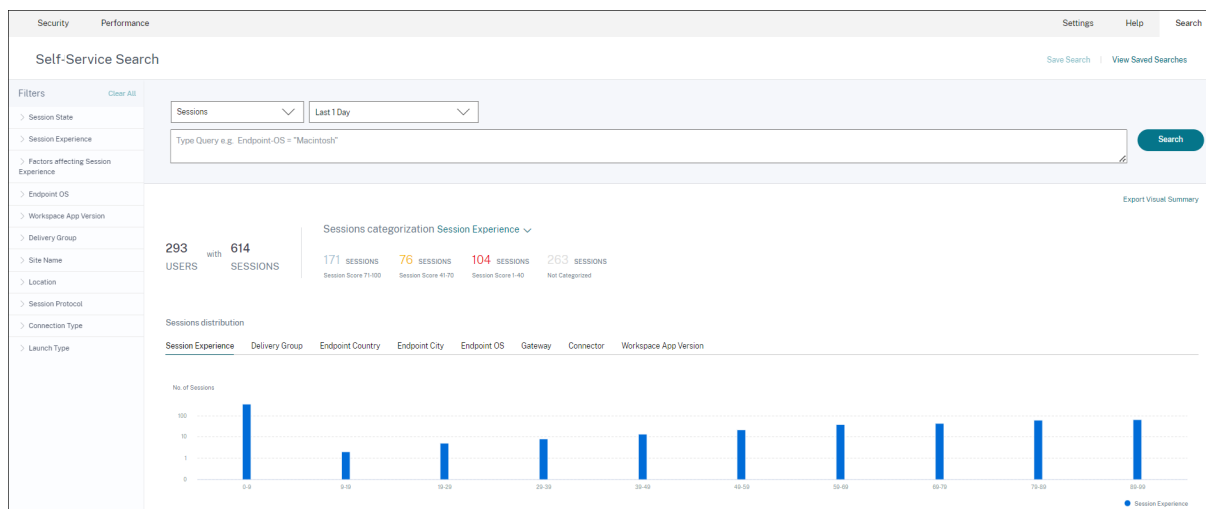 Security Performance Settings Help Search
Self-Service Search Save Search View Saved Searches
Filters Clear All
Session State
Session Experience
Factors affecting Session
Experience
Endpoint OS
Workspace App Version
Delivery Group
Site Name
Location
Session Protocol
Connection Type
Launch Type
Sessions Last 1 Day
Type Query e.g. Endpoint-OS = "Macintosh"
Search
Export Visual Summary
293 with 614
USERS SESSIONS
Sessions categorization Session Experience
171 SESSIONS 76 SESSIONS 104 SESSIONS 263 SESSIONS
Session Score 71-100 Session Score 41-70 Session Score 1-40 Not Categorized
Sessions distribution
Session Experience Delivery Group Endpoint Country Endpoint City Endpoint OS Gateway Connector Workspace App Version
No. of Sessions
100
10
1
0
0-9 9-19 19-29 29-39 39-49 49-59 59-69 69-79 79-89 89-99
Session Experience